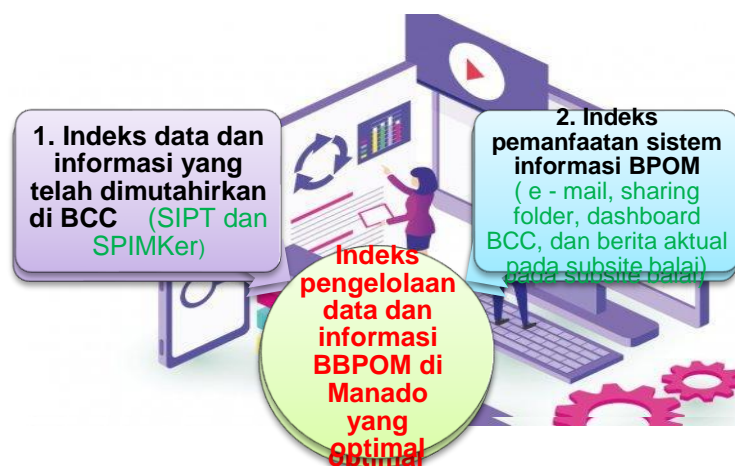 1. Indeks data dan
informasi yang
telah dimutahirkan
di BCC (SIPT dan
SPIMKer)
2. Indeks
pemanfaatan sistem
informasi BPOM
( e - mail, sharing
folder, dashboard
BCC, dan berita aktual
pada subsite balai)
Indeks
pengelolaan
data dan
informasi
BBPOM di
Manado
yang
optimal